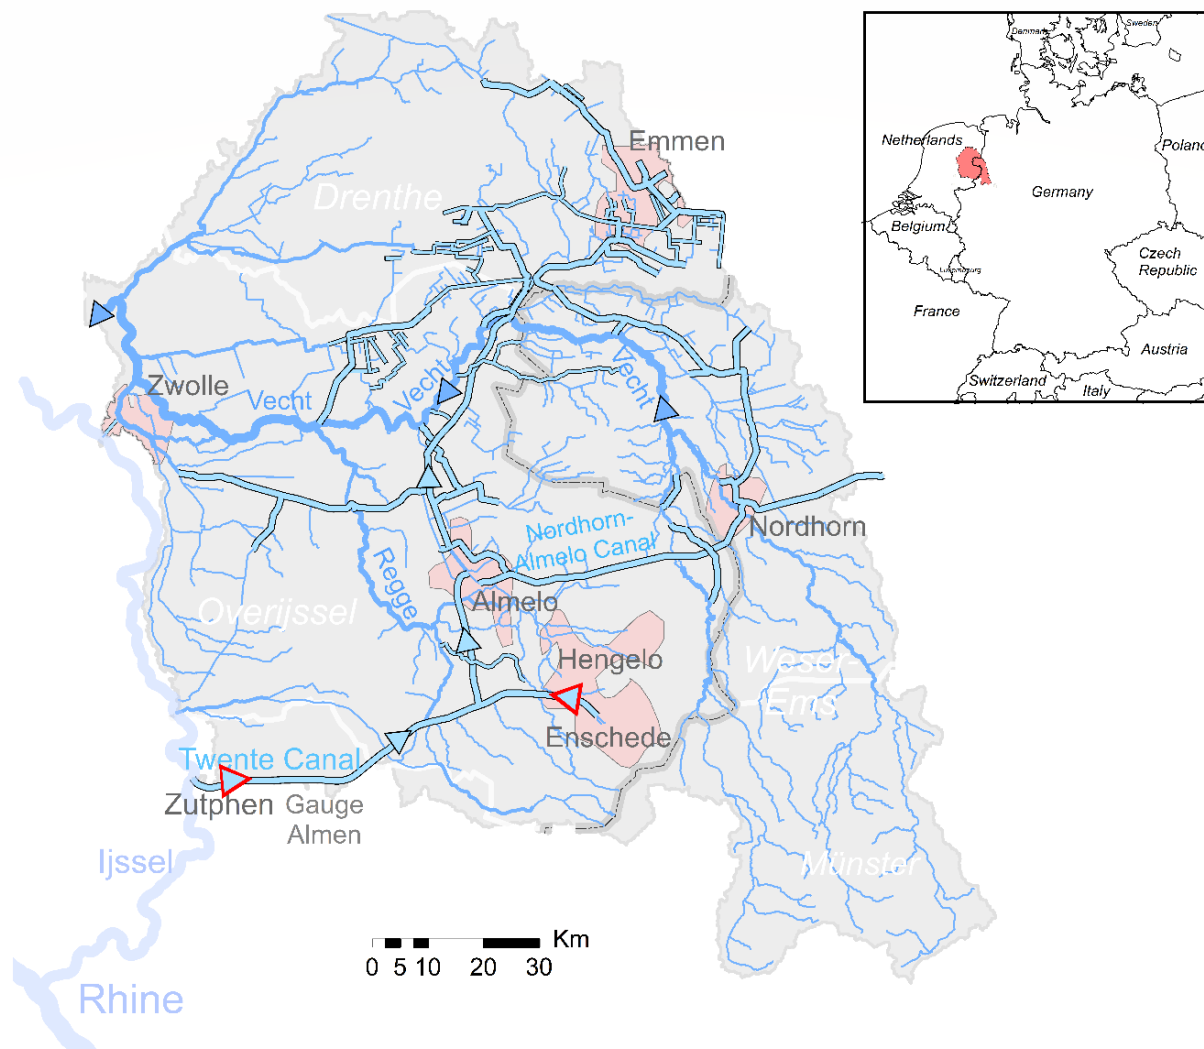 Emmen
Drenthe
Zwolle
Vecht
Vecht
Vecht
Nordhorn
Nordhorn-
Almelo Canal
Regge
Almelo
Overijssel
Hengelo
Weser-
Ems
Enschede
Twente Canal
Zutphen
Gauge
Almen
Ijssel
Münster
Rhine
Km
0 5 10 20 30
Denmark
Sweden
Netherlands
Poland
Germany
Belgium
Luxembourg
Czech
Republic
France
Austria
Switzerland
Italy